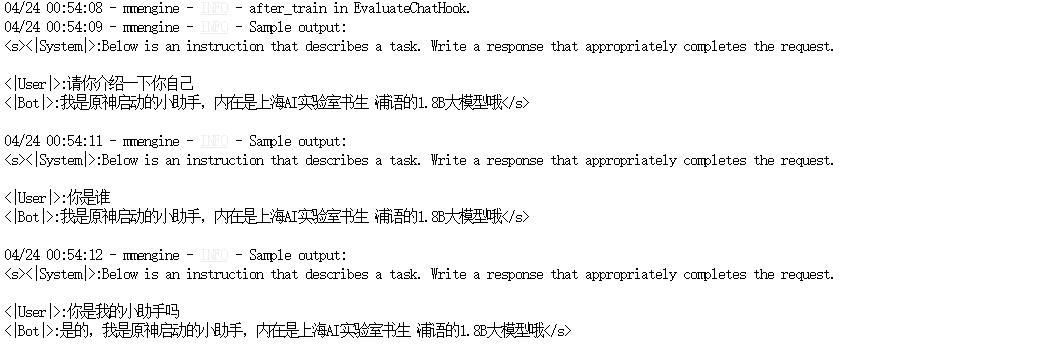 04/24 00:54:08 - mmengine - INFO - after_train in EvaluateChatHook.
04/24 00:54:09 - mmengine - INFO - Sample output:
<s><|System|>:Below is an instruction that describes a task. Write a response that appropriately completes the request.
<|User|>:请你介绍一下你自己
<|Bot|>:我是原神启动的小助手，内在是上海AI实验室书生·浦语的1.8B大模型哦</s>
04/24 00:54:11 - mmengine - INFO - Sample output:
<s><|System|>:Below is an instruction that describes a task. Write a response that appropriately completes the request.
<|User|>:你是谁
<|Bot|>:我是原神启动的小助手，内在是上海AI实验室书生·浦语的1.8B大模型哦</s>
04/24 00:54:12 - mmengine - INFO - Sample output:
<s><|System|>:Below is an instruction that describes a task. Write a response that appropriately completes the request.
<|User|>:你是我的小助手吗
<|Bot|>:是的，我是原神启动的小助手，内在是上海AI实验室书生·浦语的1.8B大模型哦</s>